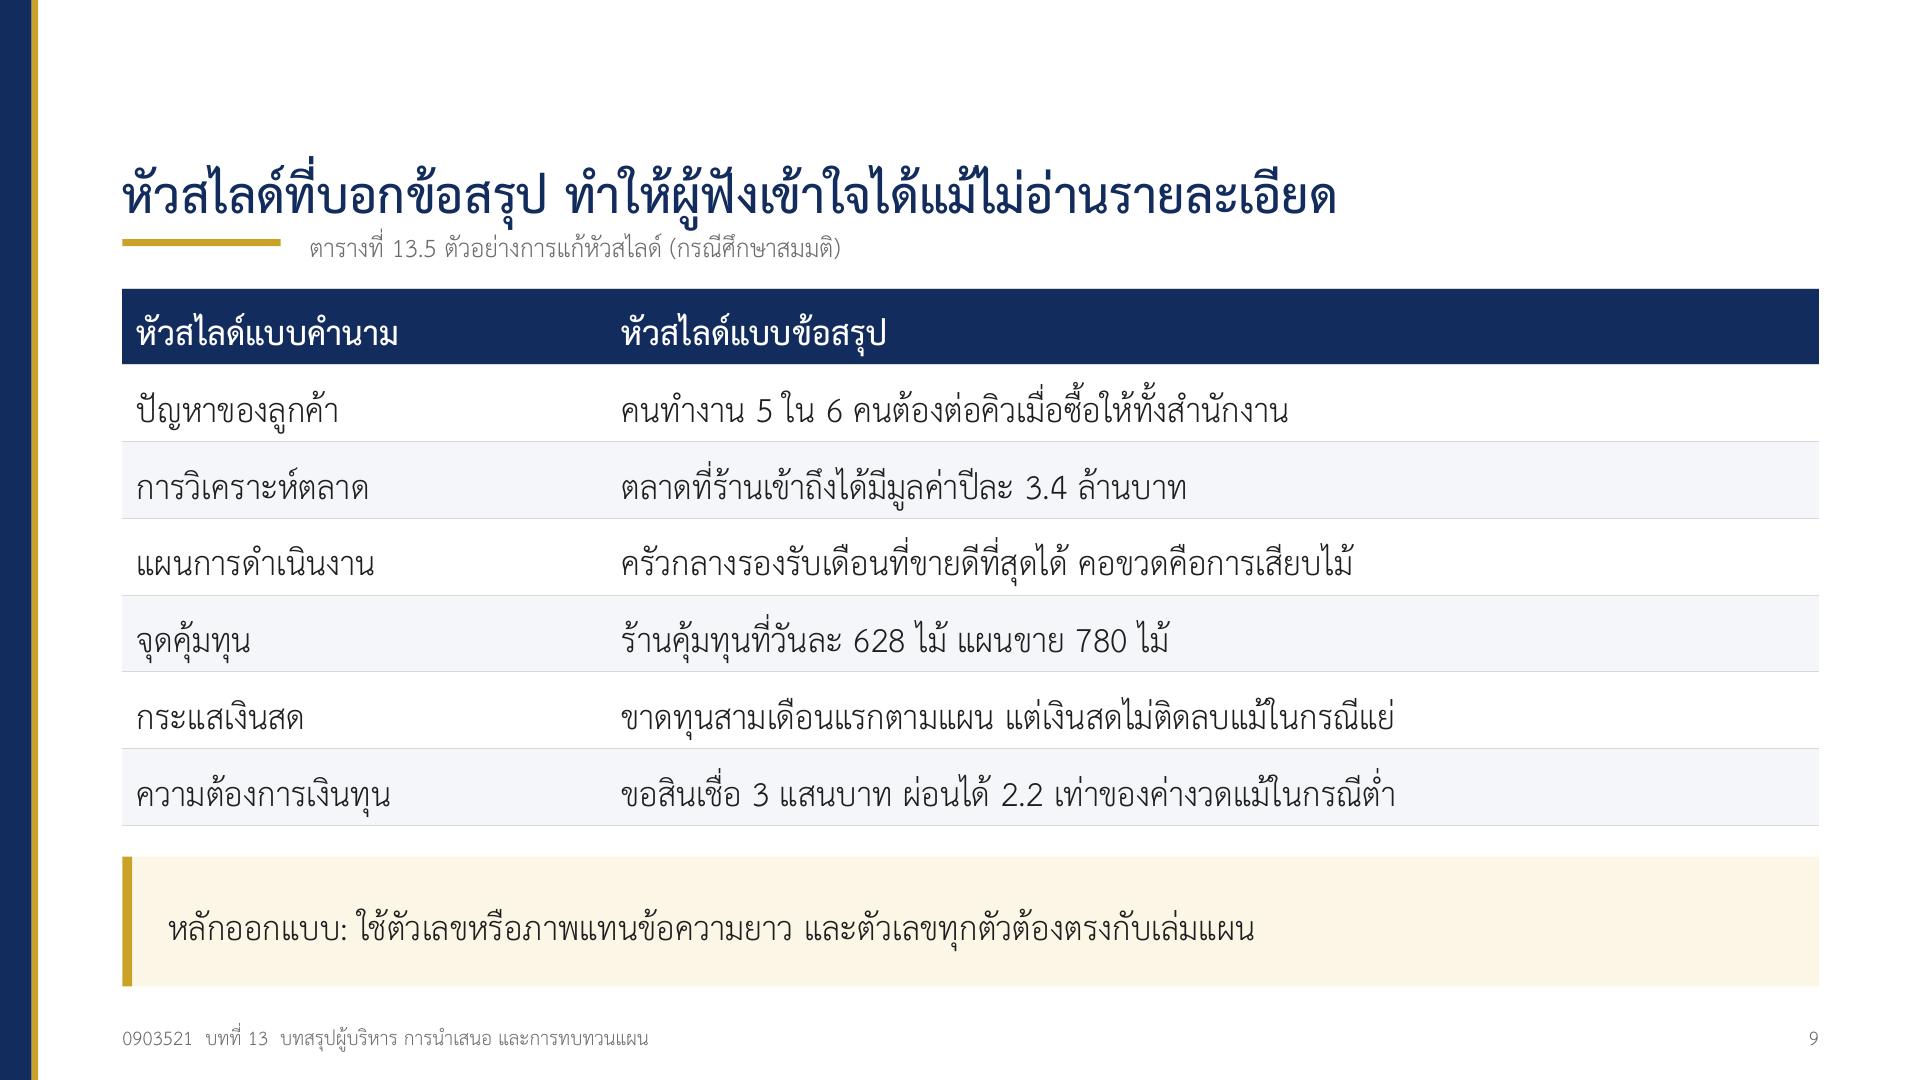 หัวสไลด์ที่บอกข้อสรุป ทำให้ผู้ฟังเข้าใจได้แม้ไม่อ่านรายละเอียด
ตารางที่ 13.5 ตัวอย่างการแก้หัวสไลด์ (กรณีศึกษาสมมติ)
หัวสไลด์แบบคำนาม หัวสไลด์แบบข้อสรุป
ปัญหาของลูกค้า คนทำงาน 5 ใน 6 คนต้องต่อคิวเมื่อซื้อให้ทั้งสำนักงาน
การวิเคราะห์ตลาด ตลาดที่ร้านเข้าถึงได้มีมูลค่าปีละ 3.4 ล้านบาท
แผนการดำเนินงาน ครัวกลางรองรับเดือนที่ขายดีที่สุดได้ คอขวดคือการเสียบไม้
จุดคุ้มทุน ร้านคุ้มทุนที่วันละ 628 ไม้ แผนขาย 780 ไม้
กระแสเงินสด ขาดทุนสามเดือนแรกตามแผน แต่เงินสดไม่ติดลบแม้ในกรณีแย่
ความต้องการเงินทุน ขอสินเชื่อ 3 แสนบาท ผ่อนได้ 2.2 เท่าของค่างวดแม้ในกรณีต่ำ
หลักออกแบบ: ใช้ตัวเลขหรือภาพแทนข้อความยาว และตัวเลขทุกตัวต้องตรงกับเล่มแผน
0903521 บทที่ 13 บทสรุปผู้บริหาร การนำเสนอ และการทบทวนแผน 9